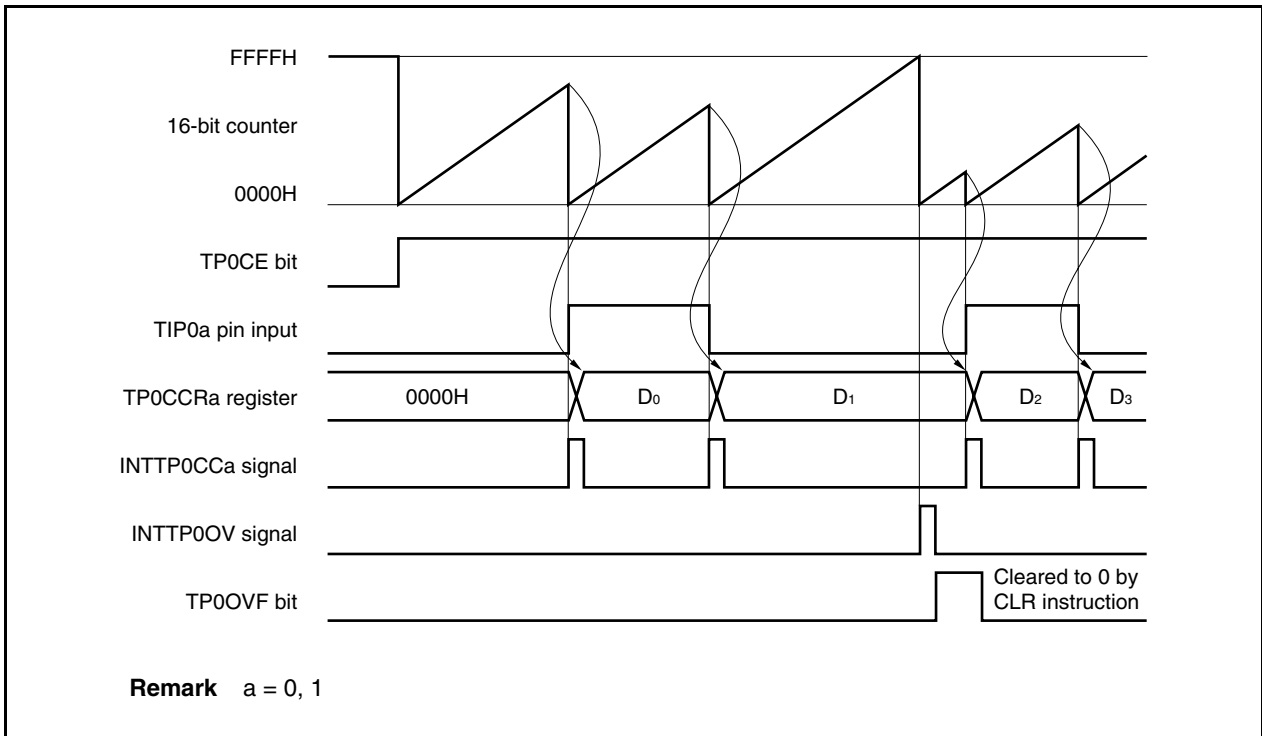 FFFFH
16-bit counter
0000H
TP0CE bit
TIP0a pin input
TP0CCRa register
0000H D0 D1 D2 D3
INTTP0CCa signal
INTTP0OV signal
TP0OVF bit
Cleared to 0 by
CLR instruction
Remark a = 0, 1